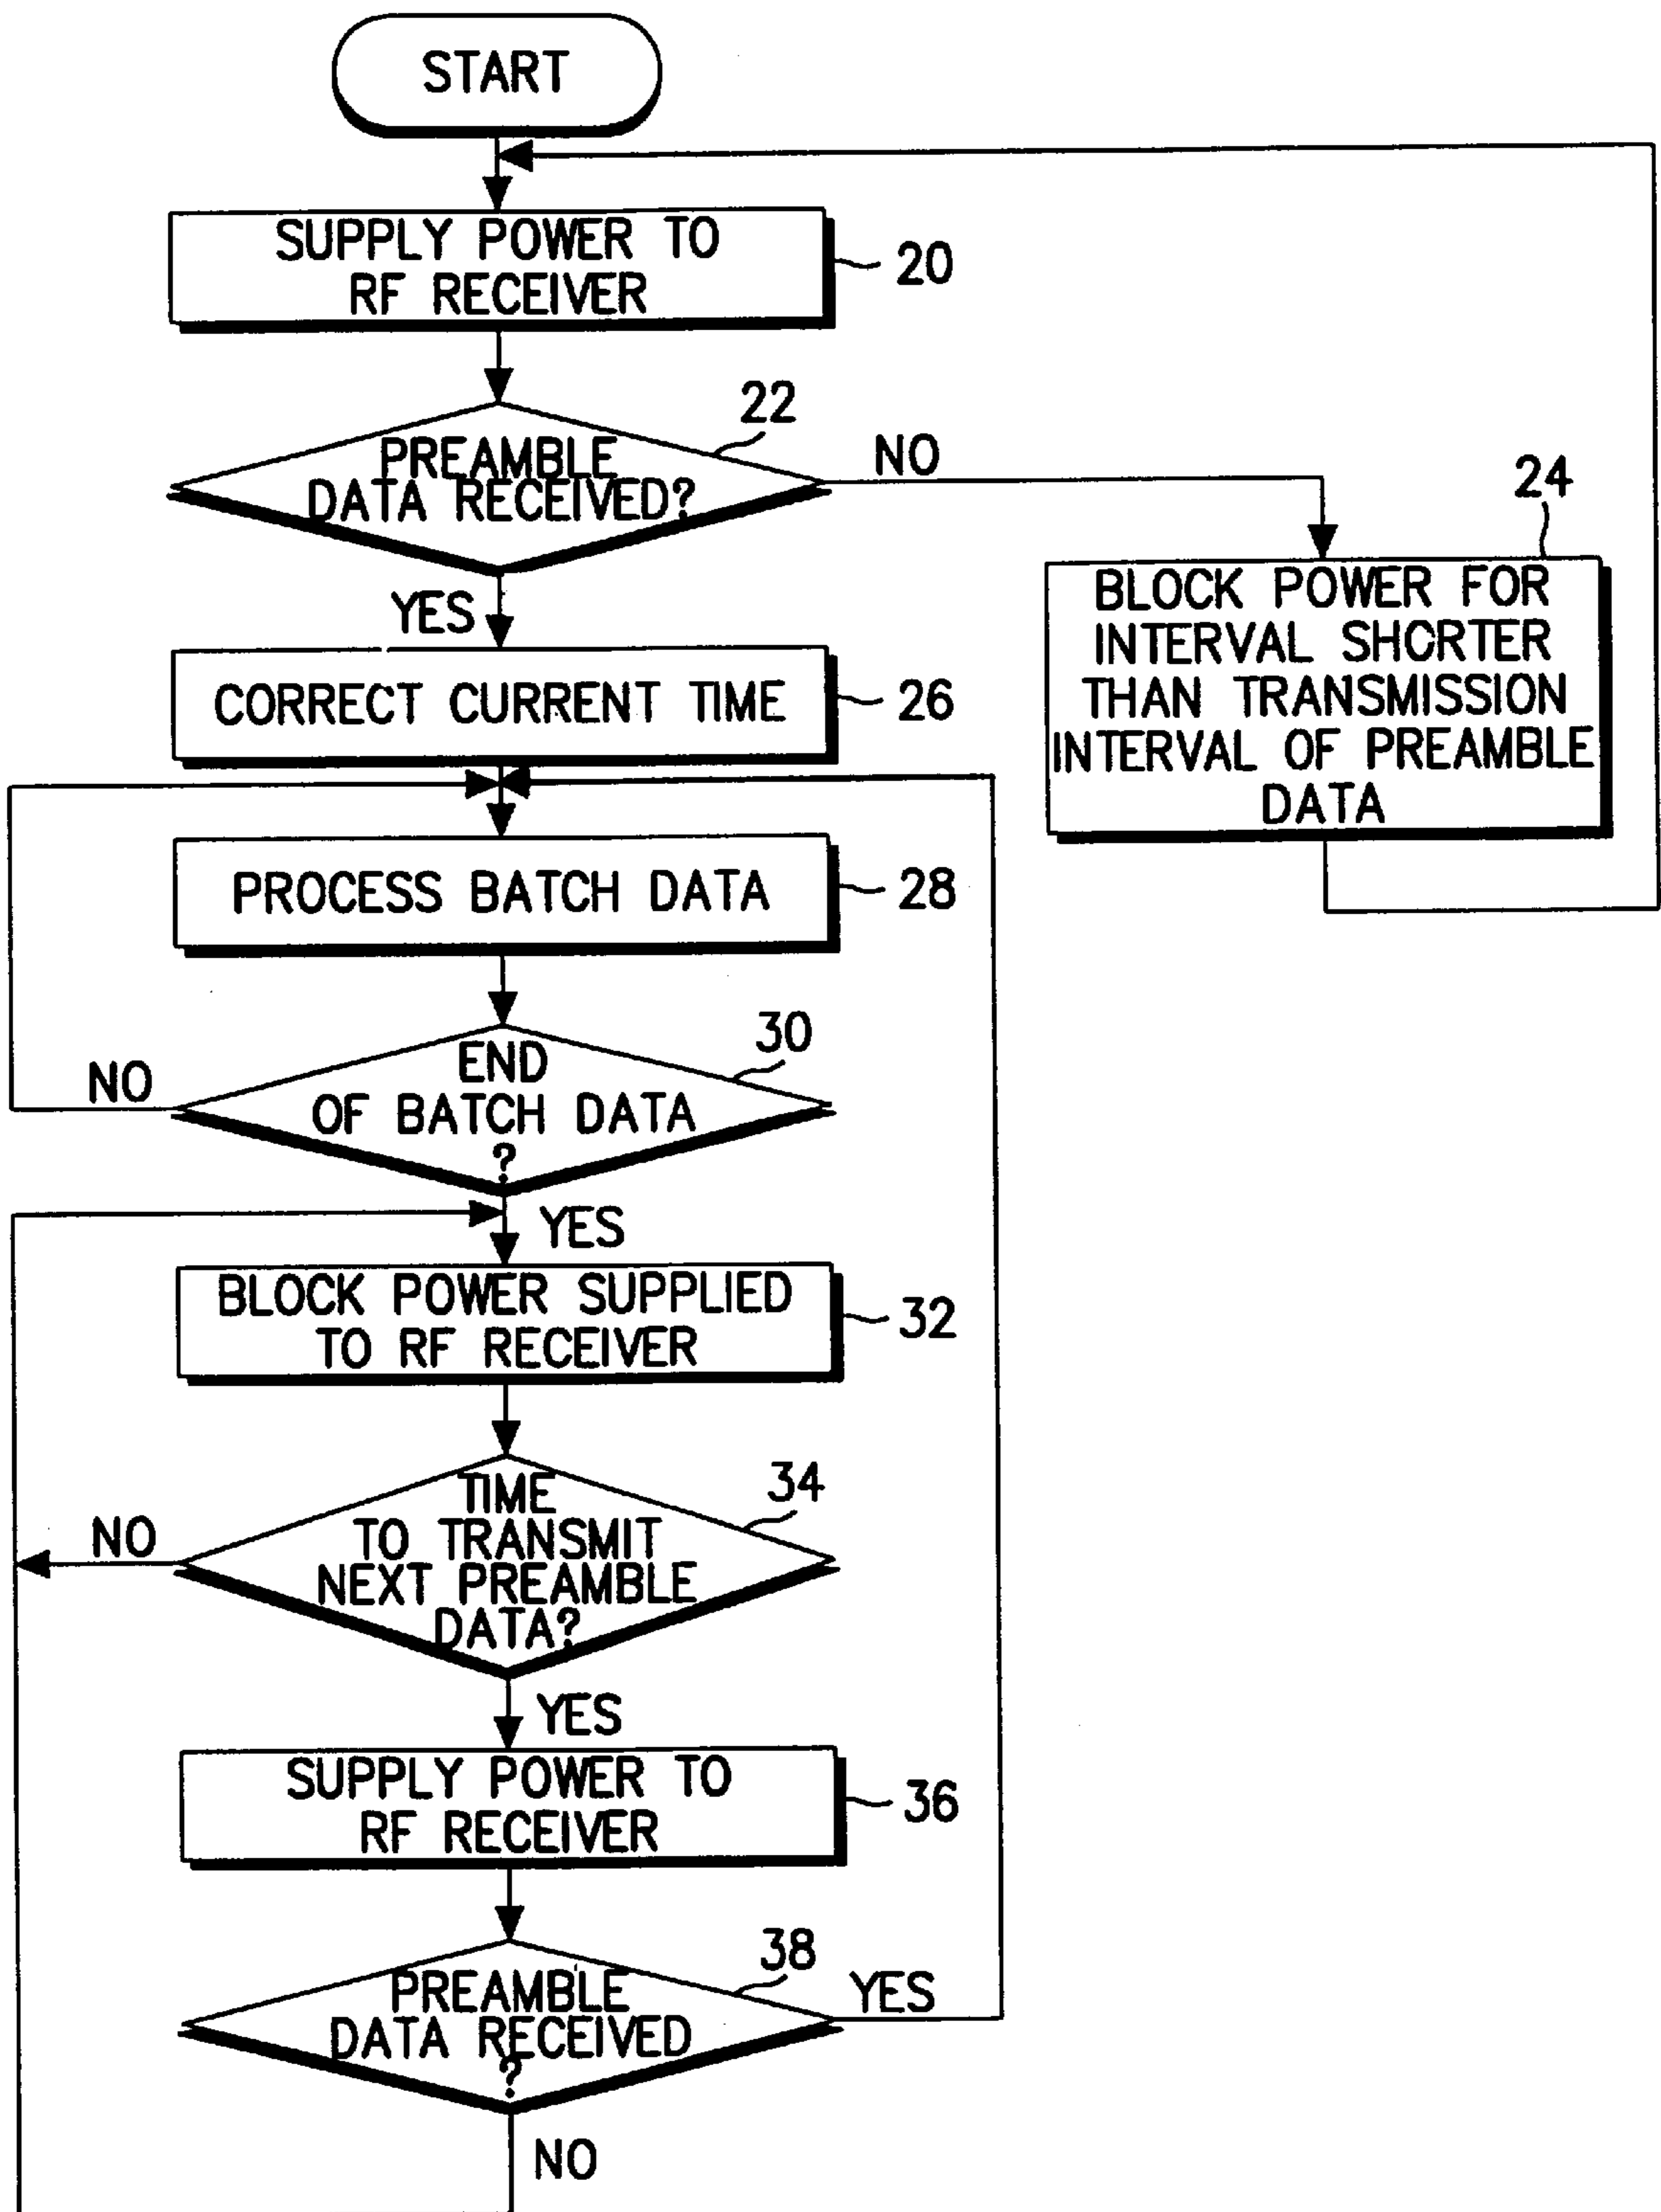 START
SUPPLY POWER TO
RF RECEIVER
20
22
PREAMBLE
DATA RECEIVED?
NO
24
BLOCK POWER FOR
INTERVAL SHORTER
THAN TRANSMISSION
INTERVAL OF PREAMBLE
DATA
YES
CORRECT CURRENT TIME
26
PROCESS BATCH DATA
28
30
END
OF BATCH DATA
?
NO
YES
BLOCK POWER SUPPLIED
TO RF RECEIVER
32
34
TIME
TO TRANSMIT
NEXT PREAMBLE
DATA?
NO
YES
SUPPLY POWER TO
RF RECEIVER
36
38
PREAMBLE
DATA RECEIVED
?
YES
NO